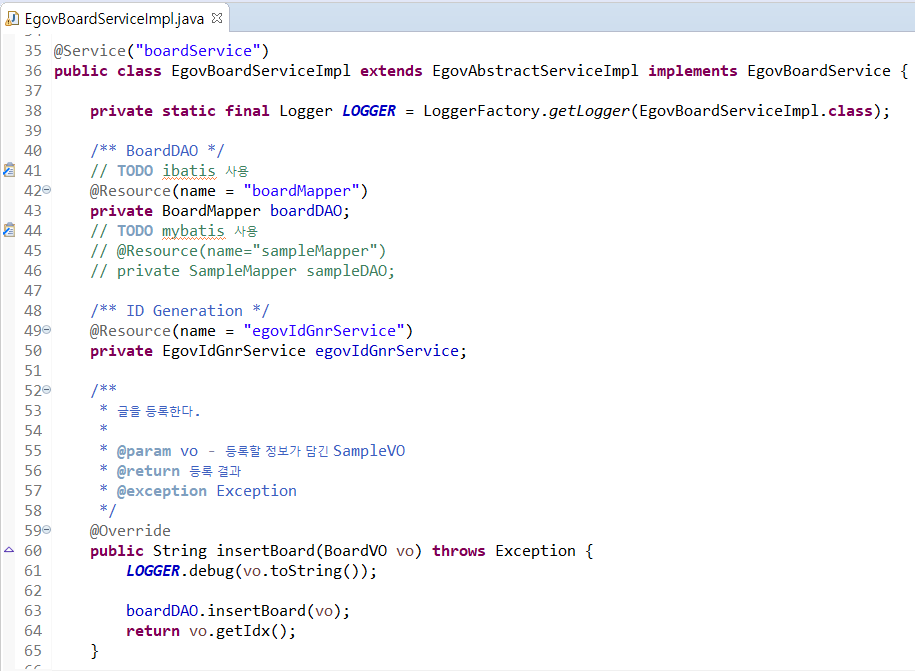 EgovBoardServiceImpl.java
35 @Service("boardService")
36 public class EgovBoardServiceImpl extends EgovAbstractServiceImpl implements EgovBoardService {
37
38 private static final Logger LOGGER = LoggerFactory.getLogger(EgovBoardServiceImpl.class);
39
40 /** BoardDAO */
41 // TODO ibatis 사용
42 @Resource(name = "boardMapper")
43 private BoardMapper boardDAO;
44 // TODO mybatis 사용
45 // @Resource(name="sampleMapper")
46 // private SampleMapper sampleDAO;
47
48 /** ID Generation */
49 @Resource(name = "egovIdGnrService")
50 private EgovIdGnrService egovIdGnrService;
51
52 /**
53 * 글을 등록한다.
54 *
55 * @param vo - 등록할 정보가 담긴 SampleVO
56 * @return 등록 결과
57 * @exception Exception
58 */
59 @Override
60 public String insertBoard(BoardVO vo) throws Exception {
61 LOGGER.debug(vo.toString());
62
63 boardDAO.insertBoard(vo);
64 return vo.getIdx();
65 }